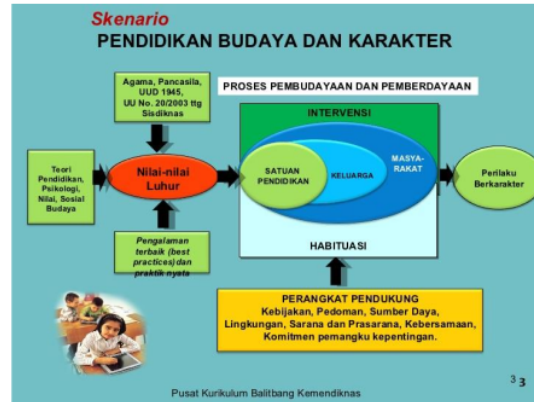 Skenario
PENDIDIKAN BUDAYA DAN KARAKTER
Agama, Pancasila,
UUD 1945,
UU No. 20/2003 ttg
Sisdiknas
PROSES PEMBUDAYAAN DAN PEMBERDAYAAN
INTERVENSI
Teori
Pendidikan,
Psikologi,
Nilai, Sosial
Budaya
Nilai-nilai
Luhur
SATUAN
PENDIDIKAN
KELUARGA
MASYA-
RAKAT
Perilaku
Berkarakter
Pengalaman
terbaik (best
practices)dan
praktik nyata
HABITUASI
PERANGKAT PENDUKUNG
Kebijakan, Pedoman, Sumber Daya,
Lingkungan, Sarana dan Prasarana, Kebersamaan,
Komitmen pemangku kepentingan.
Pusat Kurikulum Balitbang Kemendiknas
3 3